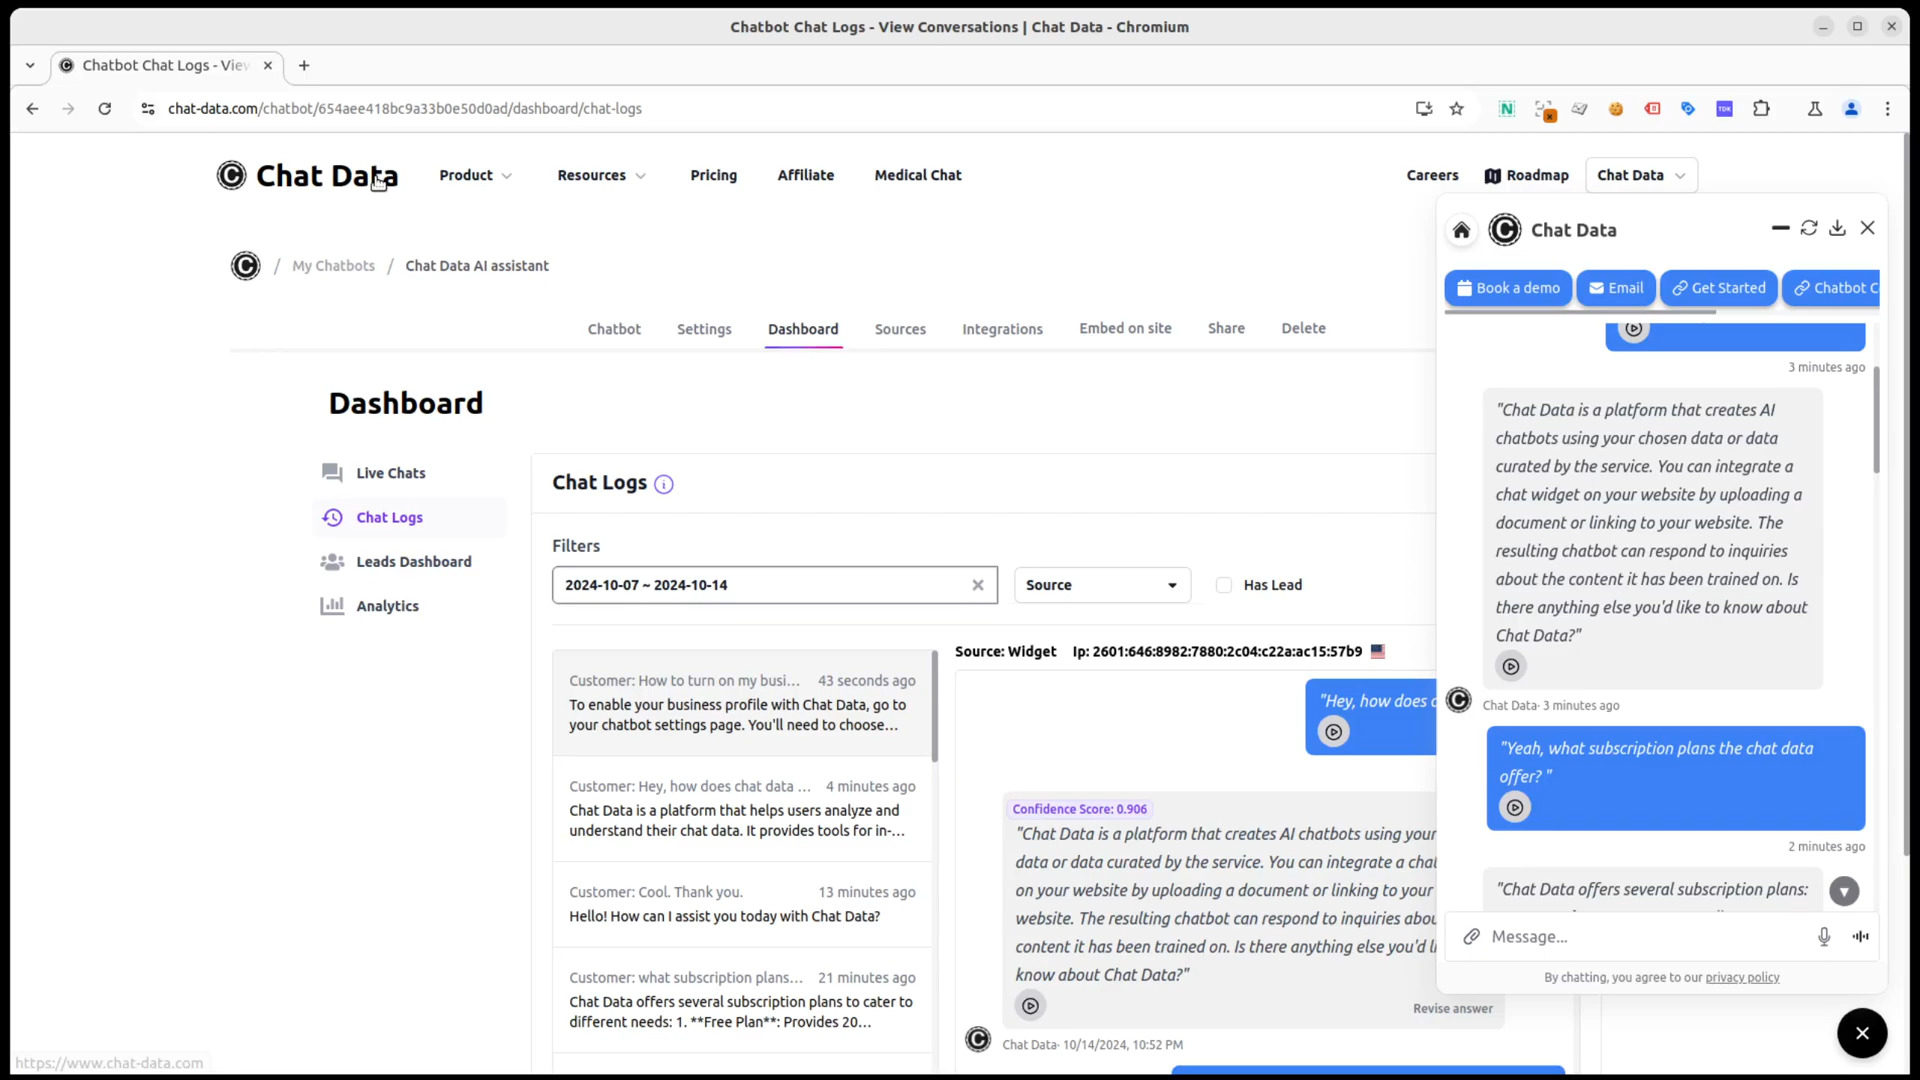 Chatbot Chat Logs - View Conversations | Chat Data - Chromium
Chatbot Chat Logs - Viev
chat-data.com/chatbot/654aee418bc9a33b0e50d0ad/dashboard/chat-logs
Chat Data
Product
Resources
Pricing
Affiliate
Medical Chat
Careers
Roadmap
Chat Data
/ My Chatbots / Chat Data AI assistant
Chatbot
Settings
Dashboard
Sources
Integrations
Embed on site
Share
Delete
Dashboard
Live Chats
Chat Logs
Leads Dashboard
Analytics
Chat Logs
Filters
2024-10-07 ~ 2024-10-14
Source
Has Lead
Customer: How to turn on my busi... 43 seconds ago
To enable your business profile with Chat Data, go to
your chatbot settings page. You'll need to choose...
Customer: Hey, how does chat data ... 4 minutes ago
Chat Data is a platform that helps users analyze and
understand their chat data. It provides tools for in-...
Customer: Cool. Thank you. 13 minutes ago
Hello! How can I assist you today with Chat Data?
Customer: what subscription plans... 21 minutes ago
Chat Data offers several subscription plans to cater to
different needs: 1. **Free Plan**: Provides 20...
Source: Widget Ip: 2601:646:8982:7880:2c04:c22a:ac15:57b9
"Hey, how does c
Confidence Score: 0.906
"Chat Data is a platform that creates AI chatbots using your
data or data curated by the service. You can integrate a chat
on your website by uploading a document or linking to your
website. The resulting chatbot can respond to inquiries abou
content it has been trained on. Is there anything else you'd li
know about Chat Data?"
Revise answer
Chat Data· 10/14/2024, 10:52 PM
Chat Data
Book a demo
Email
Get Started
Chatbot C
3 minutes ago
"Chat Data is a platform that creates AI
chatbots using your chosen data or data
curated by the service. You can integrate a
chat widget on your website by uploading a
document or linking to your website. The
resulting chatbot can respond to inquiries
about the content it has been trained on. Is
there anything else you'd like to know about
Chat Data?"
Chat Data· 3 minutes ago
"Yeah, what subscription plans the chat data
offer? "
2 minutes ago
"Chat Data offers several subscription plans:
Message...
By chatting, you agree to our privacy policy
https://www.chat-data.com